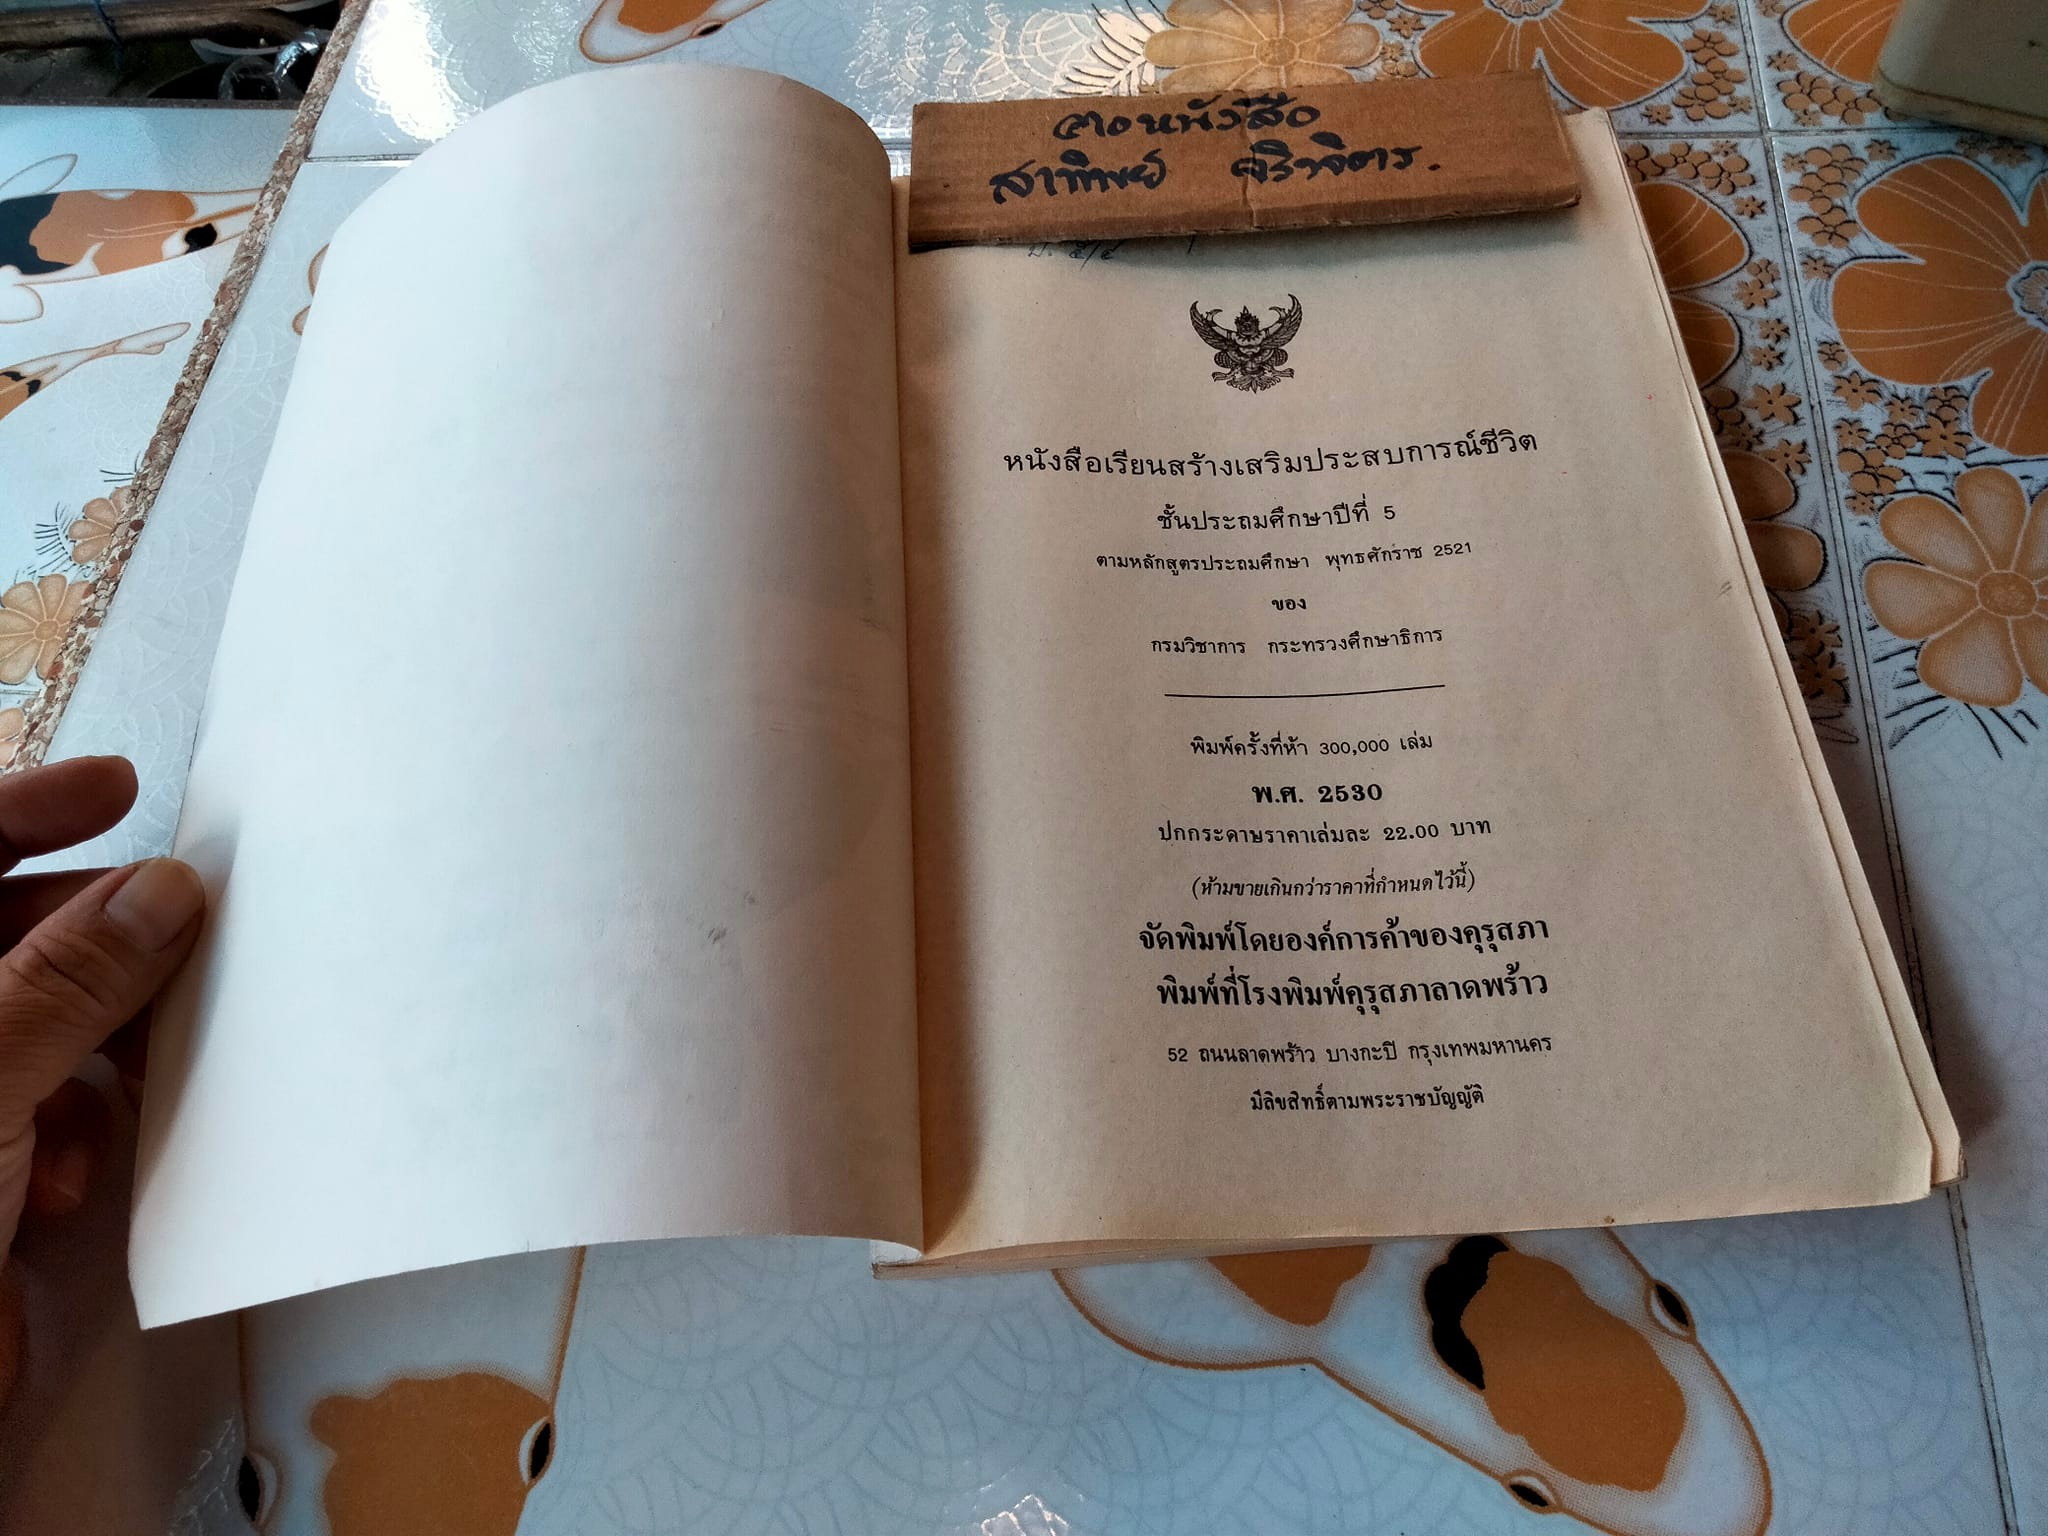 สาทิพย์
ป. ๕/๔
หนังสือเรียนสร้างเสริมประสบการณ์ชีวิต
ชั้นประถมศึกษาปีที่ 5
ตามหลักสูตรประถมศึกษา พุทธศักราช 2521
ของ
กรมวิชาการ กระทรวงศึกษาธิการ
พิมพ์ครั้งที่ห้า 300,000 เล่ม
พ.ศ. 2530
ปกกระดาษราคาเล่มละ 22.00 บาท
(ห้ามขายเกินกว่าราคาที่กำหนดไว้นี้)
จัดพิมพ์โดยองค์การค้าของคุรุสภา
พิมพ์ที่โรงพิมพ์คุรุสภาลาดพร้าว
52 ถนนลาดพร้าว บางกะปิ กรุงเทพมหานคร
มีลิขสิทธิ์ตามพระราชบัญญัติ